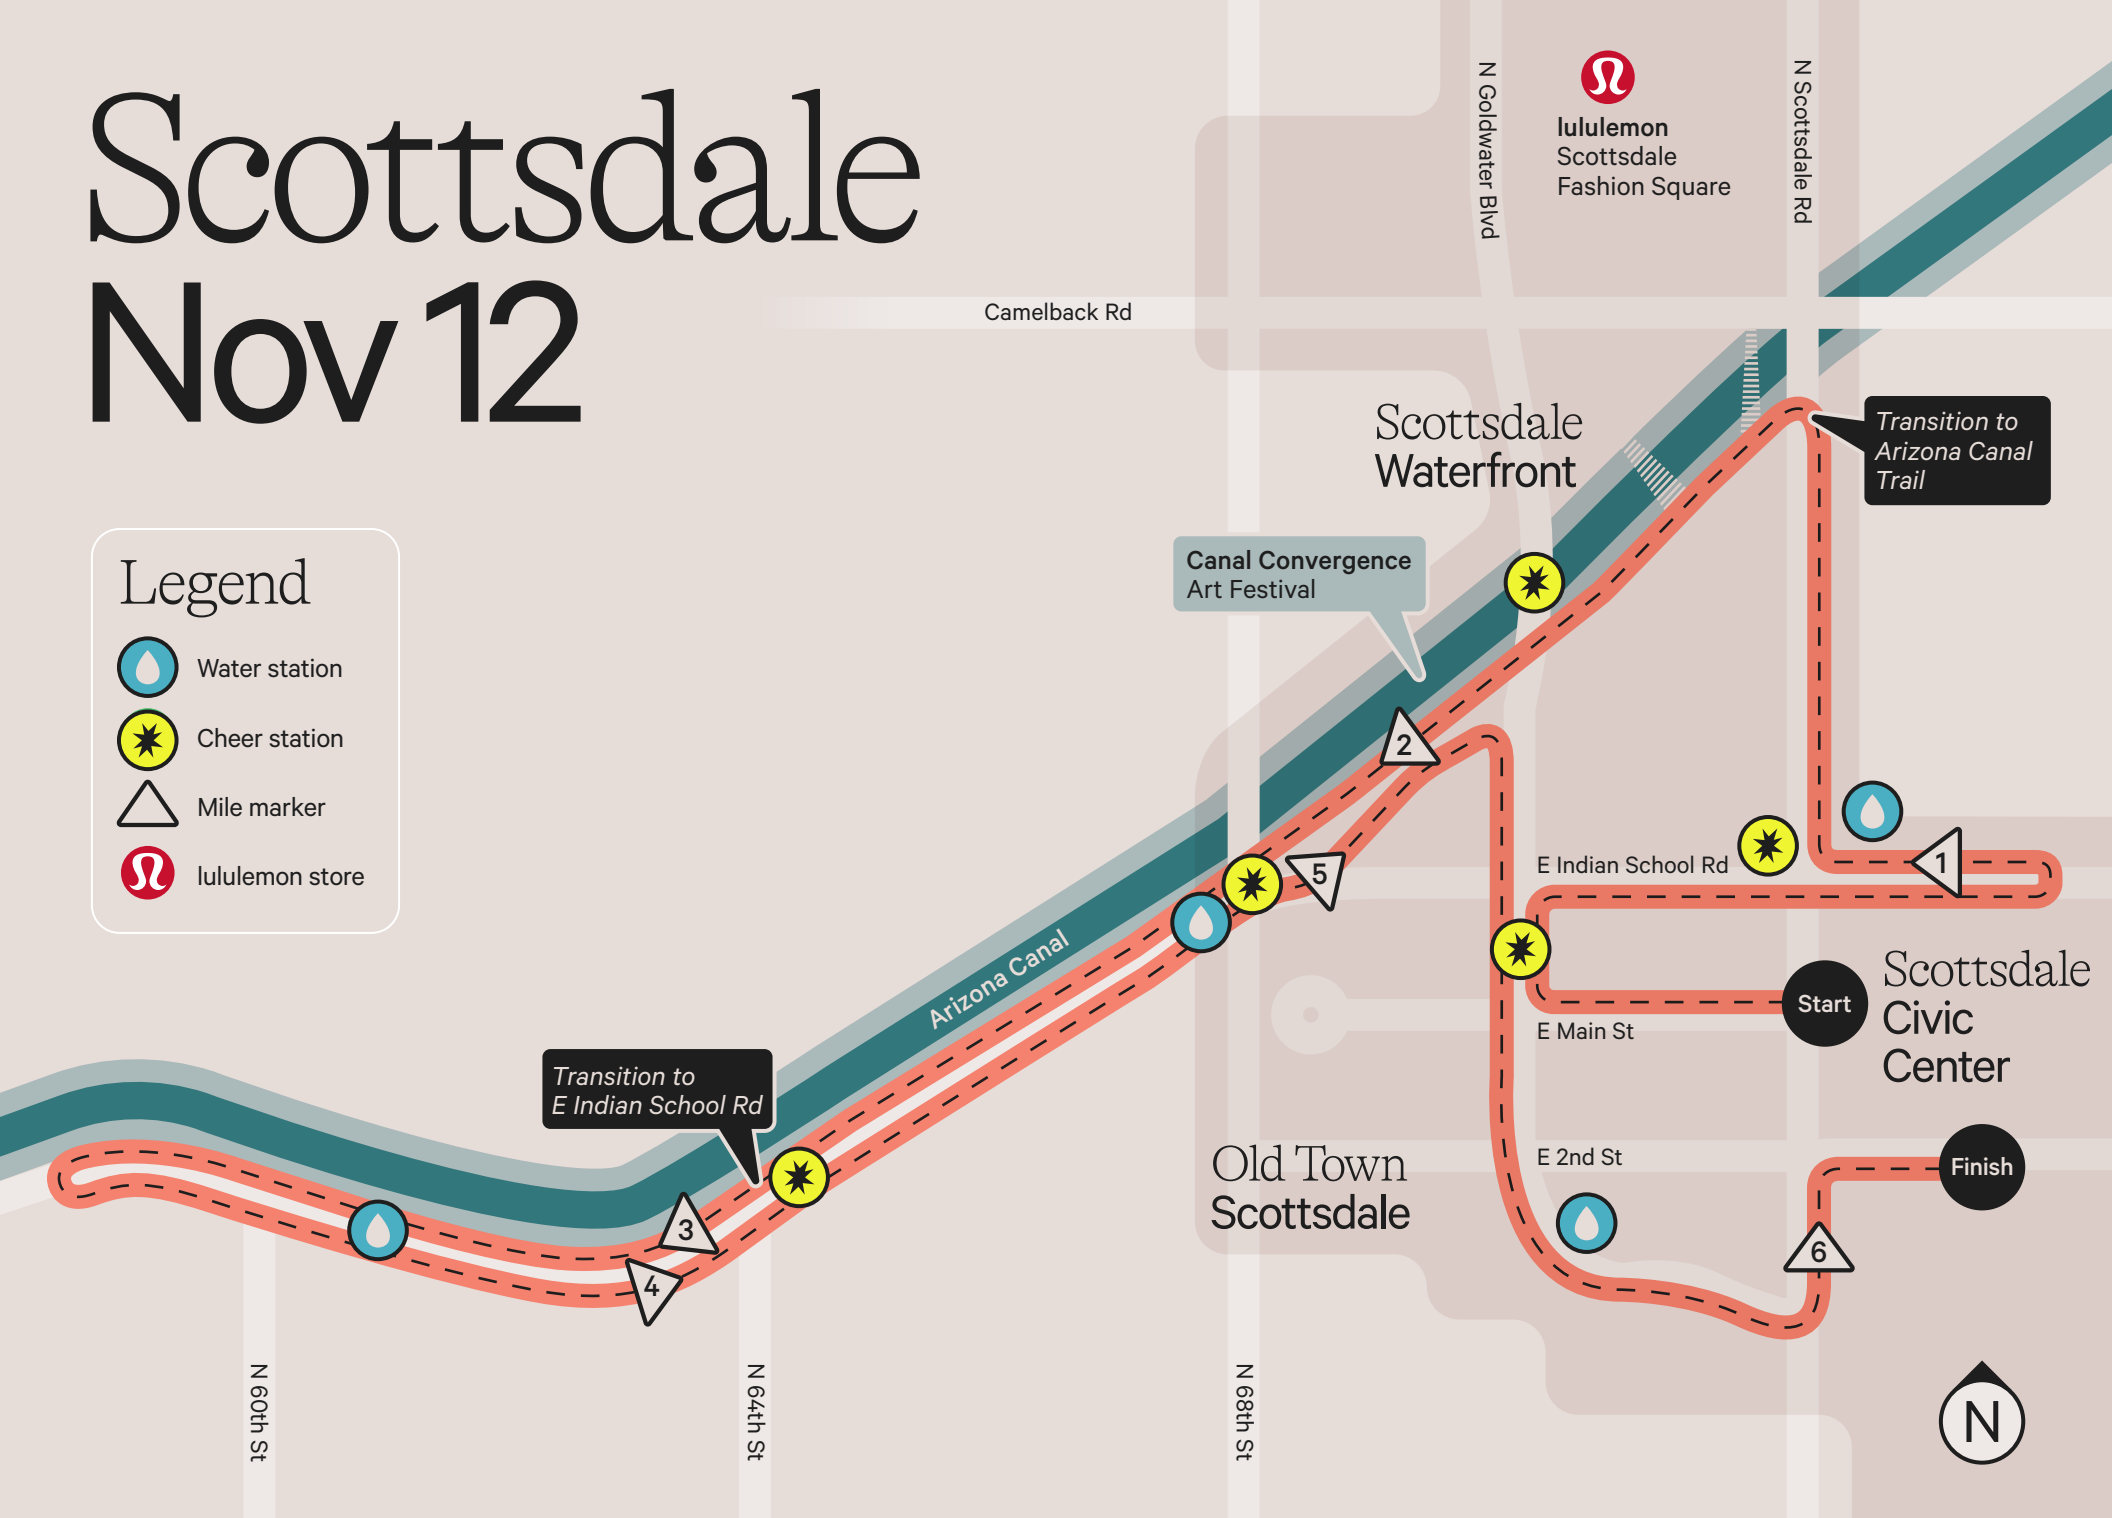 Scottsdale
Nov 12
Legend
Water station
Cheer station
Mile marker
lululemon store
N Goldwater Blvd
lululemon
Scottsdale
Fashion Square
N Scottsdale Rd
Camelback Rd
Scottsdale
Waterfront
Transition to
Arizona Canal
Trail
Canal Convergence
Art Festival
2
5
E Indian School Rd
1
Arizona Canal
Scottsdale
Civic
Center
Start
E Main St
Transition to
E Indian School Rd
3
4
Old Town
Scottsdale
E 2nd St
Finish
6
N 60th St
N 64th St
N 68th St
N